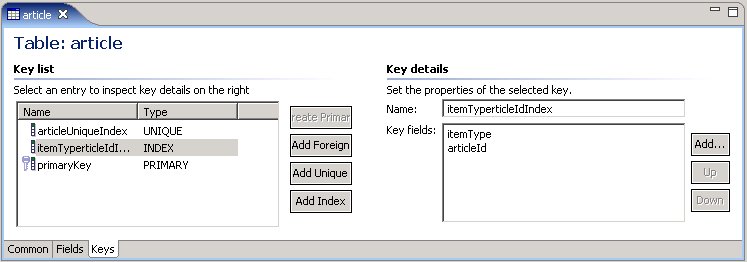 article
Table: article
Key list
Select an entry to inspect key details on the right
Name Type
articleUniqueIndex UNIQUE
itemTyperticleIdI... INDEX
primaryKey PRIMARY
reate Primar
Add Foreign
Add Unique
Add Index
Key details
Set the properties of the selected key.
Name: itemTyperticleIdIndex
Key fields: itemType
articleId
Add...
Up
Down
Common Fields Keys